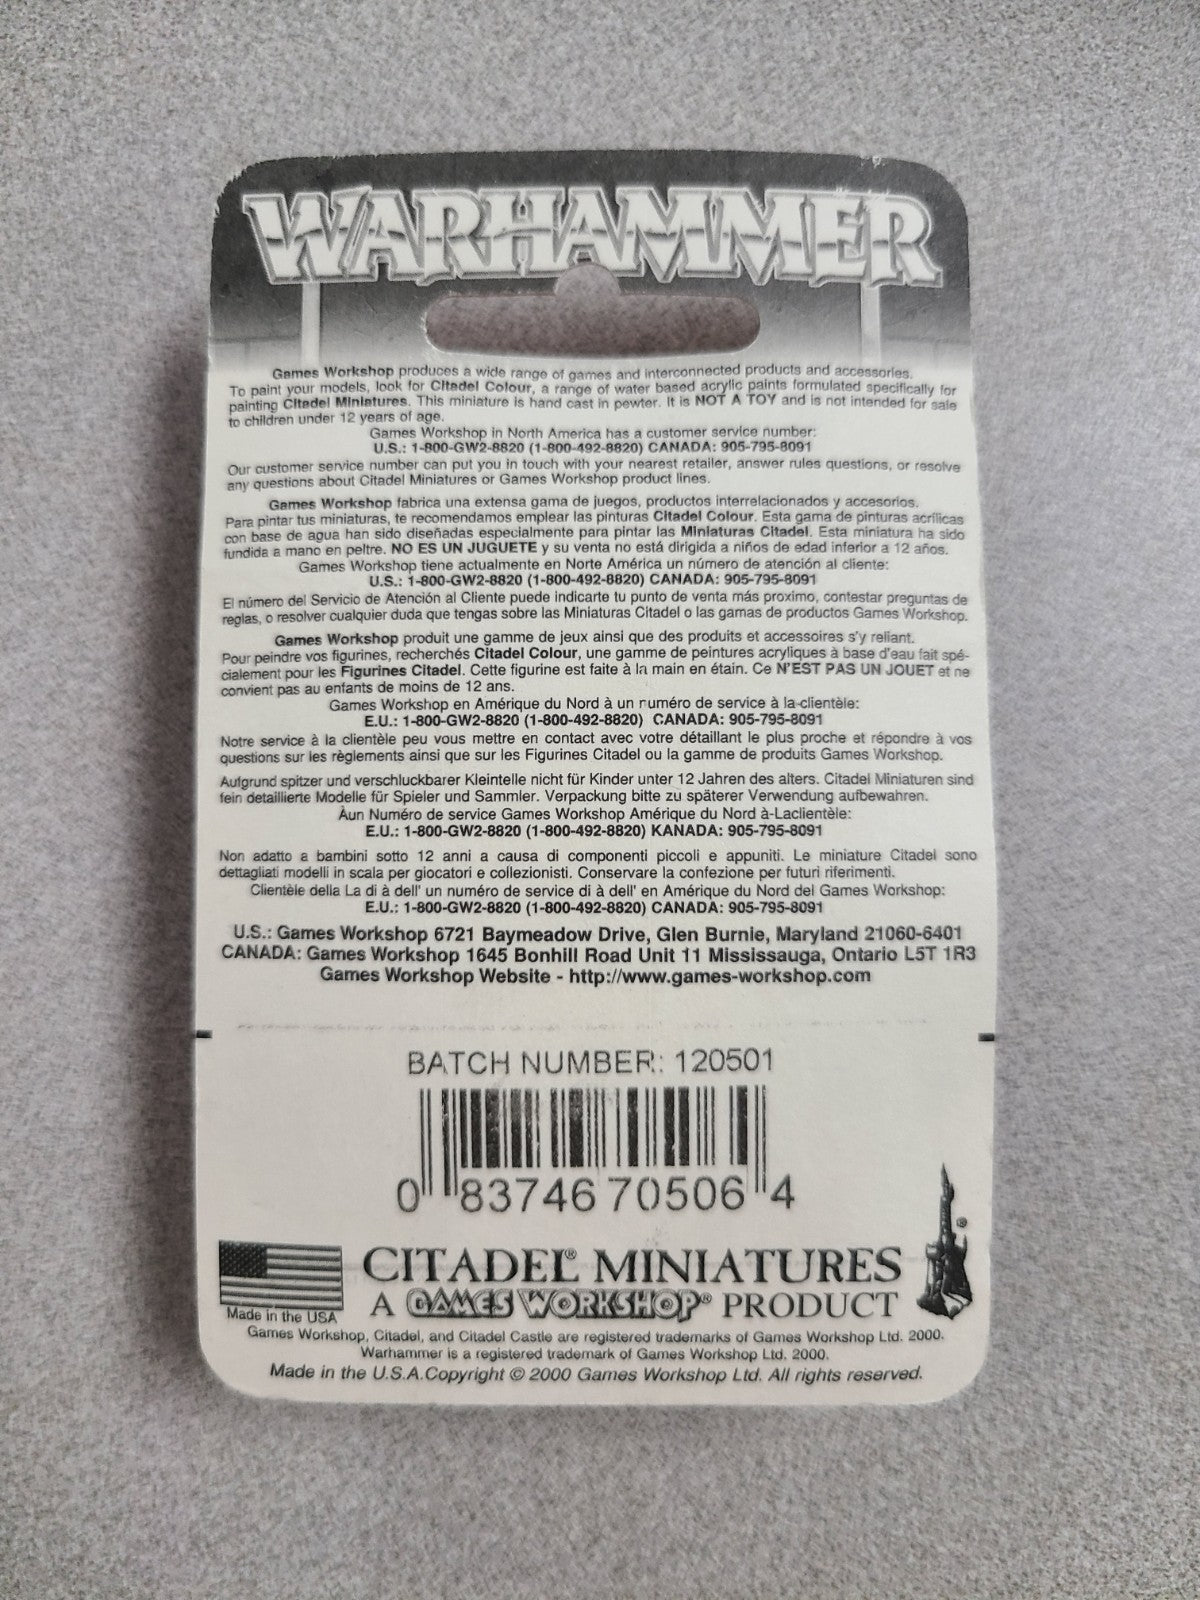 WARHAMMER
Games Workshop produces a wide range of games and interconnected products and accessories.
To paint your models, look for Citadel Colour, a range of water based acrylic paints formulated specifically for
painting Citadel Miniatures. This miniature is hand cast in pewter. It is NOT A TOY and is not intended for sale
to children under 12 years of age.
Games Workshop in North America has a customer service number:
U.S.: 1-800-GW2-8820 (1-800-492-8820) CANADA: 905-795-8091
Our customer service number can put you in touch with your nearest retailer, answer rules questions, or resolve
any questions about Citadel Miniatures or Games Workshop product lines.
Games Workshop fabrica una extensa gama de juegos, productos interrelacionados y accesorios.
Para pintar tus miniaturas, te recomendamos emplear las pinturas Citadel Colour. Esta gama de pinturas acrílicas
con base de agua han sido diseñadas especialmente para pintar las Miniaturas Citadel. Esta miniatura ha sido
fundida a mano en peltre. NO ES UN JUGUETE y su venta no está dirigida a niños de edad inferior a 12 años.
Games Workshop tiene actualmente en Norte América un número de atención al cliente:
U.S.: 1-800-GW2-8820 (1-800-492-8820) CANADA: 905-795-8091
El número del Servicio de Atención al Cliente puede indicarte tu punto de venta más proximo, contestar preguntas de
reglas, o resolver cualquier duda que tengas sobre las Miniaturas Citadel o las gamas de productos Games Workshop.
Games Workshop produit une gamme de jeux ainsi que des produits et accessoires s'y reliant.
Pour peindre vos figurines, recherchés Citadel Colour, une gamme de peintures acryliques à base d'eau fait spé-
cialement pour les Figurines Citadel. Cette figurine est faite à la main en étain. Ce N'EST PAS UN JOUET et ne
convient pas au enfants de moins de 12 ans.
Games Workshop en Amérique du Nord à un numéro de service à la clientèle:
E.U.: 1-800-GW2-8820 (1-800-492-8820) CANADA: 905-795-8091
Notre service à la clientèle peu vous mettre en contact avec votre détaillant le plus proche et répondre à vos
questions sur les règlements ainsi que sur les Figurines Citadel ou la gamme de produits Games Workshop.
Aufgrund spitzer und verschluckbarer Kleintelle nicht für Kinder unter 12 Jahren des alters. Citadel Miniaturen sind
fein detaillierte Modelle für Spieler und Sammler. Verpackung bitte zu späterer Verwendung aufbewahren.
Àun Numéro de service Games Workshop Amérique du Nord à-Laclientèle:
E.U.: 1-800-GW2-8820 (1-800-492-8820) KANADA: 905-795-8091
Non adatto a bambini sotto 12 anni a causa di componenti piccoli e appuniti. Le miniature Citadel sono
dettagliati modelli in scala per giocatori e collezionisti. Conservare la confezione per futuri riferimenti.
Clientèle della La di à dell' un numéro de service di à dell' en Amérique du Nord del Games Workshop:
E.U.: 1-800-GW2-8820 (1-800-492-8820) CANADA: 905-795-8091
U.S.: Games Workshop 6721 Baymeadow Drive, Glen Burnie, Maryland 21060-6401
CANADA: Games Workshop 1645 Bonhill Road Unit 11 Mississauga, Ontario L5T 1R3
Games Workshop Website - http://www.games-workshop.com
BATCH NUMBER: 120501
0 83746 70506 4
CITADEL® MINIATURES
A GAMES WORKSHOP® PRODUCT
®
Made in the USA
Games Workshop, Citadel, and Citadel Castle are registered trademarks of Games Workshop Ltd. 2000.
Warhammer is a registered trademark of Games Workshop Ltd. 2000.
Made in the U.S.A.Copyright © 2000 Games Workshop Ltd. All rights reserved.